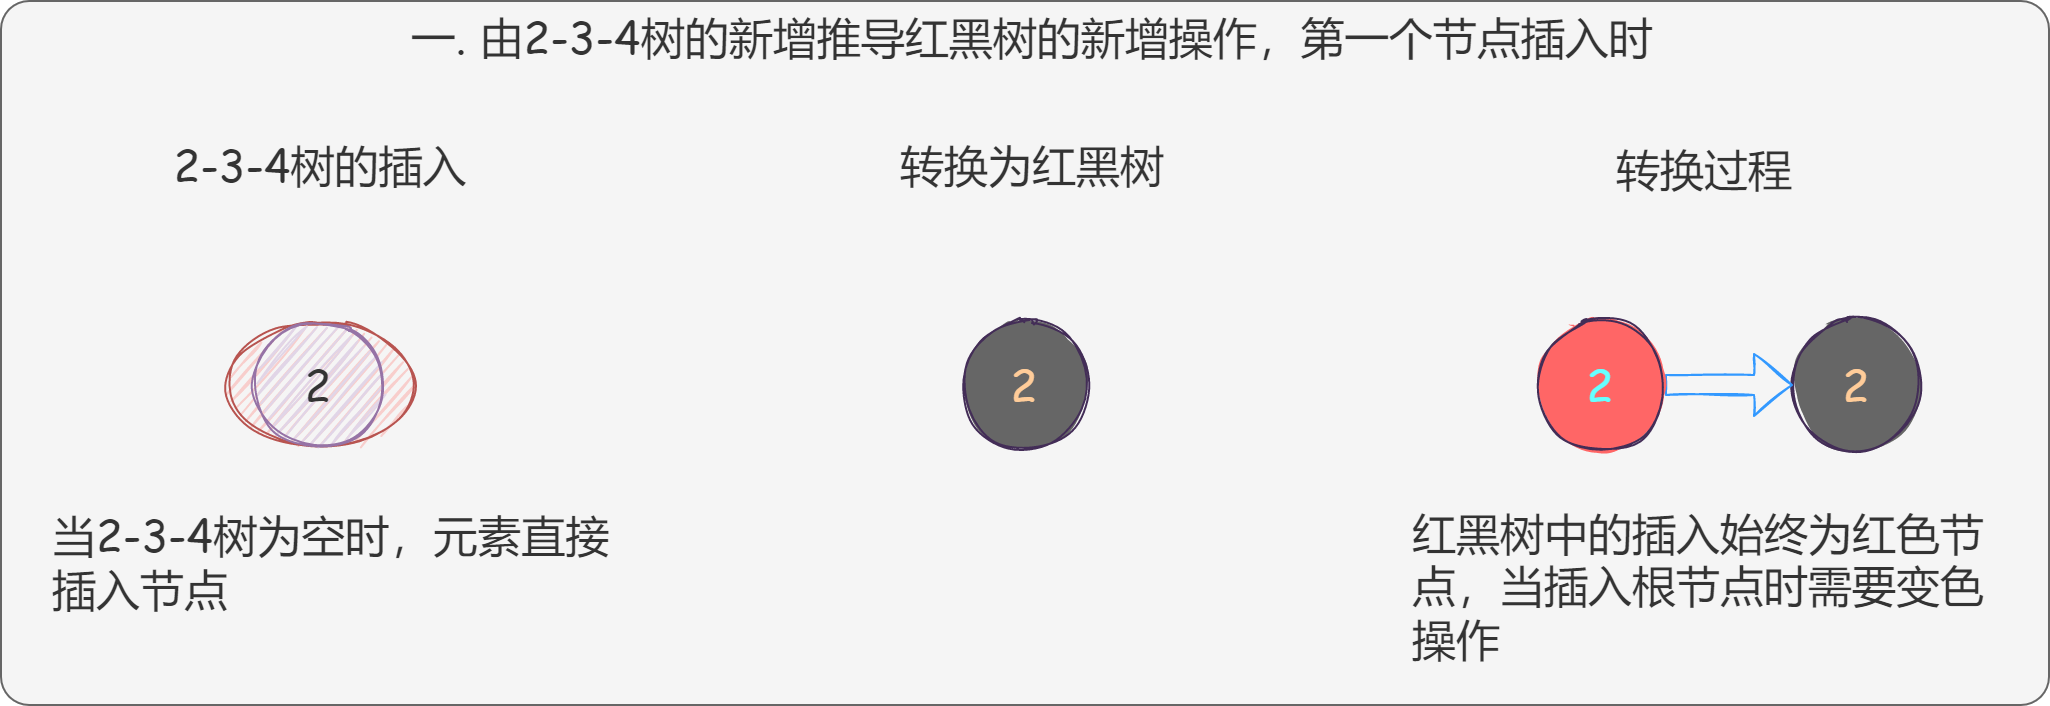 一. 由2-3-4树的新增推导红黑树的新增操作，第一个节点插入时
2-3-4树的插入
转换为红黑树
转换过程
2
2
2
2
当2-3-4树为空时，元素直接
插入节点
红黑树中的插入始终为红色节
点，当插入根节点时需要变色
操作